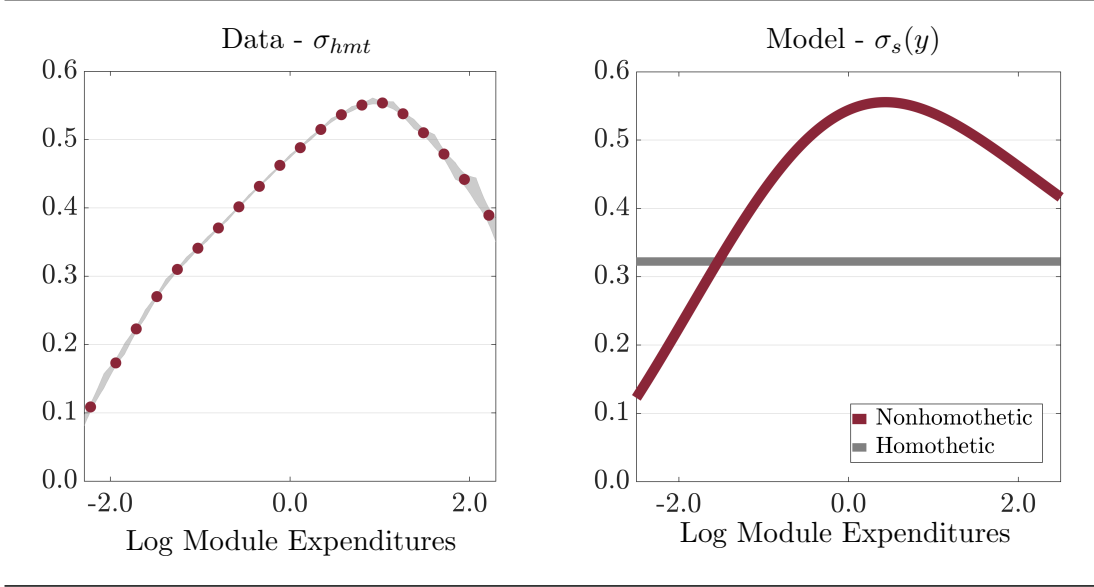 Data - σhmt
0.6
0.5
0.4
0.3
0.2
0.1
0.0
-2.0 0.0 2.0
Log Module Expenditures
Model - σs(y)
0.6
0.5
0.4
0.3
0.2
0.1
0.0
Nonhomothetic
Homothetic
-2.0 0.0 2.0
Log Module Expenditures